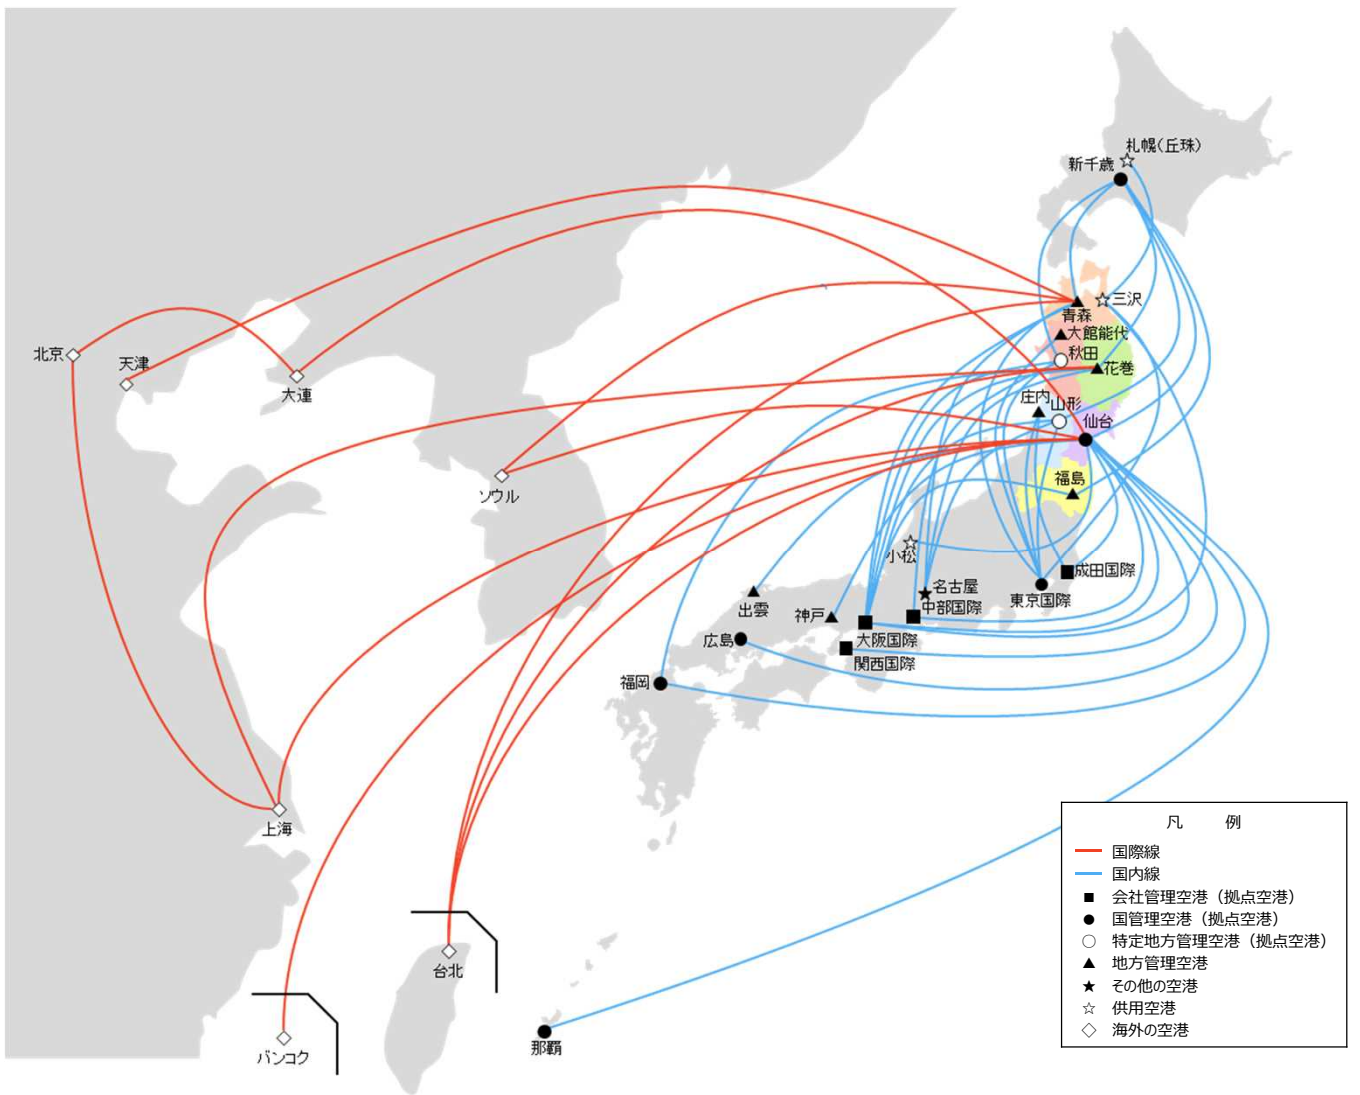 札幌(丘珠)
新千歳
三沢
青森
大館能代
北京
天津
秋田
花巻
大連
庄内
山形
仙台
福島
ソウル
小松
成田国際
名古屋
東京国際
中部国際
出雲
神戸
広島
大阪国際
関西国際
福岡
上海
台北
那覇
バンコク
凡 例
国際線
国内線
会社管理空港（拠点空港）
国管理空港（拠点空港）
特定地方管理空港（拠点空港）
地方管理空港
その他の空港
供用空港
海外の空港